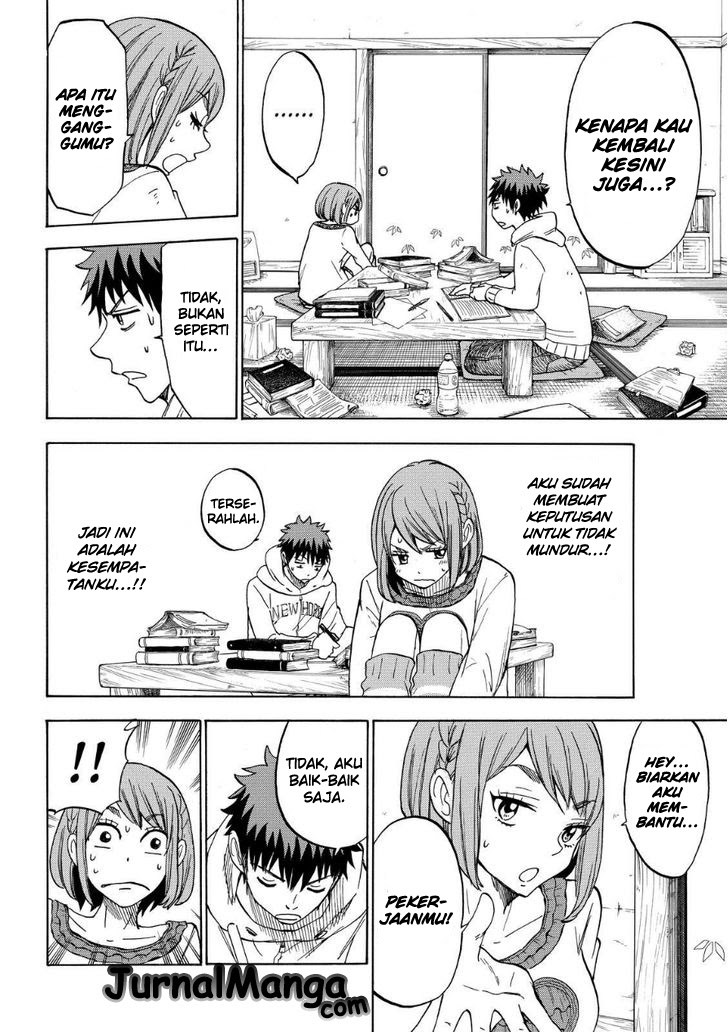 KENAPA KAU
KEMBALI
KESINI
JUGA...?
......
APA ITU
MENG-
GANG-
GUMU?
TIDAK,
BUKAN
SEPERTI
ITU...
AKU SUDAH
MEMBUAT
KEPUTUSAN
UNTUK TIDAK
MUNDUR...!
TERSE-
RAHLAH.
JADI INI
ADALAH
KESEMPA-
TANKU...!!
NEW HORI
HEY...
BIARKAN
AKU
MEM-
BANTU...
PEKER-
JAANMU!
TIDAK, AKU
BAIK-BAIK
SAJA.
!!
JurnalManga
.com